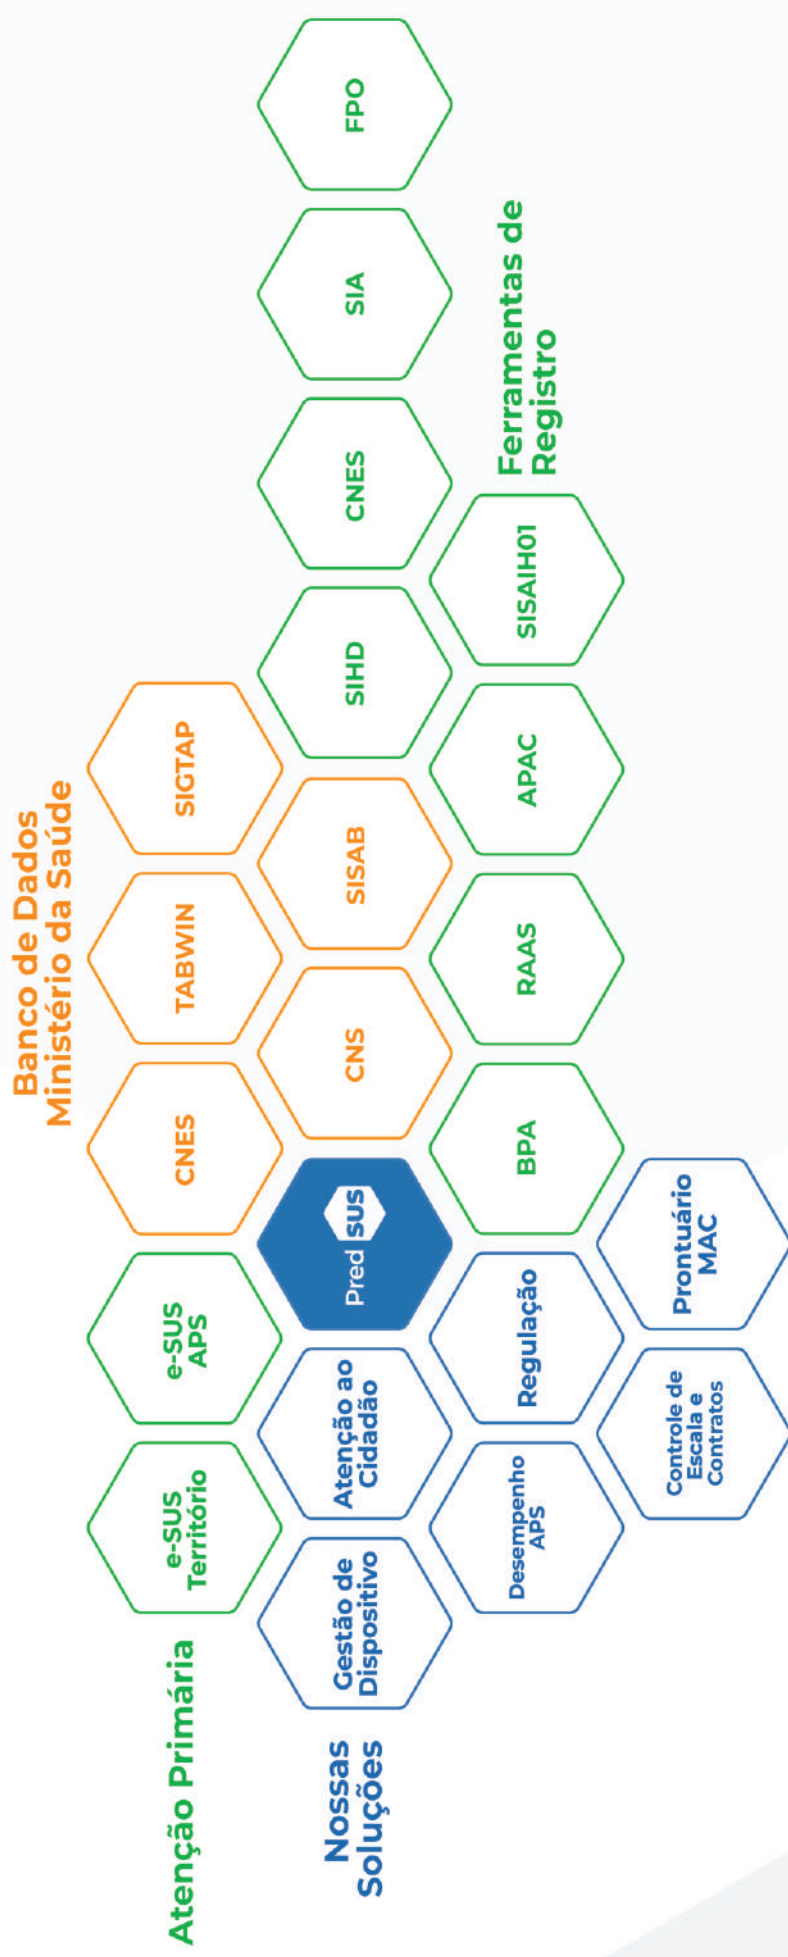 Banco de Dados
Ministério da Saúde
Atenção Primária
e-SUS
Território
e-SUS
APS
CNES
TABWIN
SIGTAP
Nossas
Soluções
Gestão de
Dispositivo
Atenção ao
Cidadão
Pred SUS
CNS
SISAB
SIHD
CNES
SIA
FPO
Desempenho
APS
Regulação
BPA
RAAS
APAC
SISAIH01
Ferramentas de
Registro
Controle de
Escala e
Contratos
Prontuário
MAC